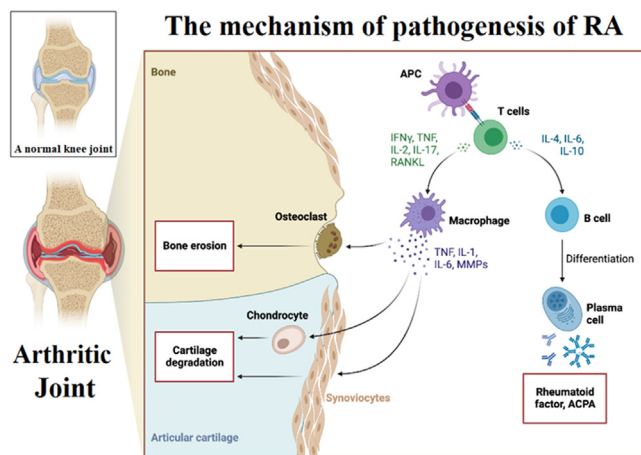 The mechanism of pathogenesis of RA
A normal knee joint
Arthritic
Joint
Bone
APC
T cells
IFNγ, TNF,
IL-2, IL-17,
RANKL
IL-4, IL-6,
IL-10
Osteoclast
Macrophage
B cell
Bone erosion
TNF, IL-1,
IL-6, MMPs
Differentiation
Chondrocyte
Plasma
cell
Cartilage
degradation
Synoviocytes
Rheumatoid
factor, ACPA
Articular cartilage